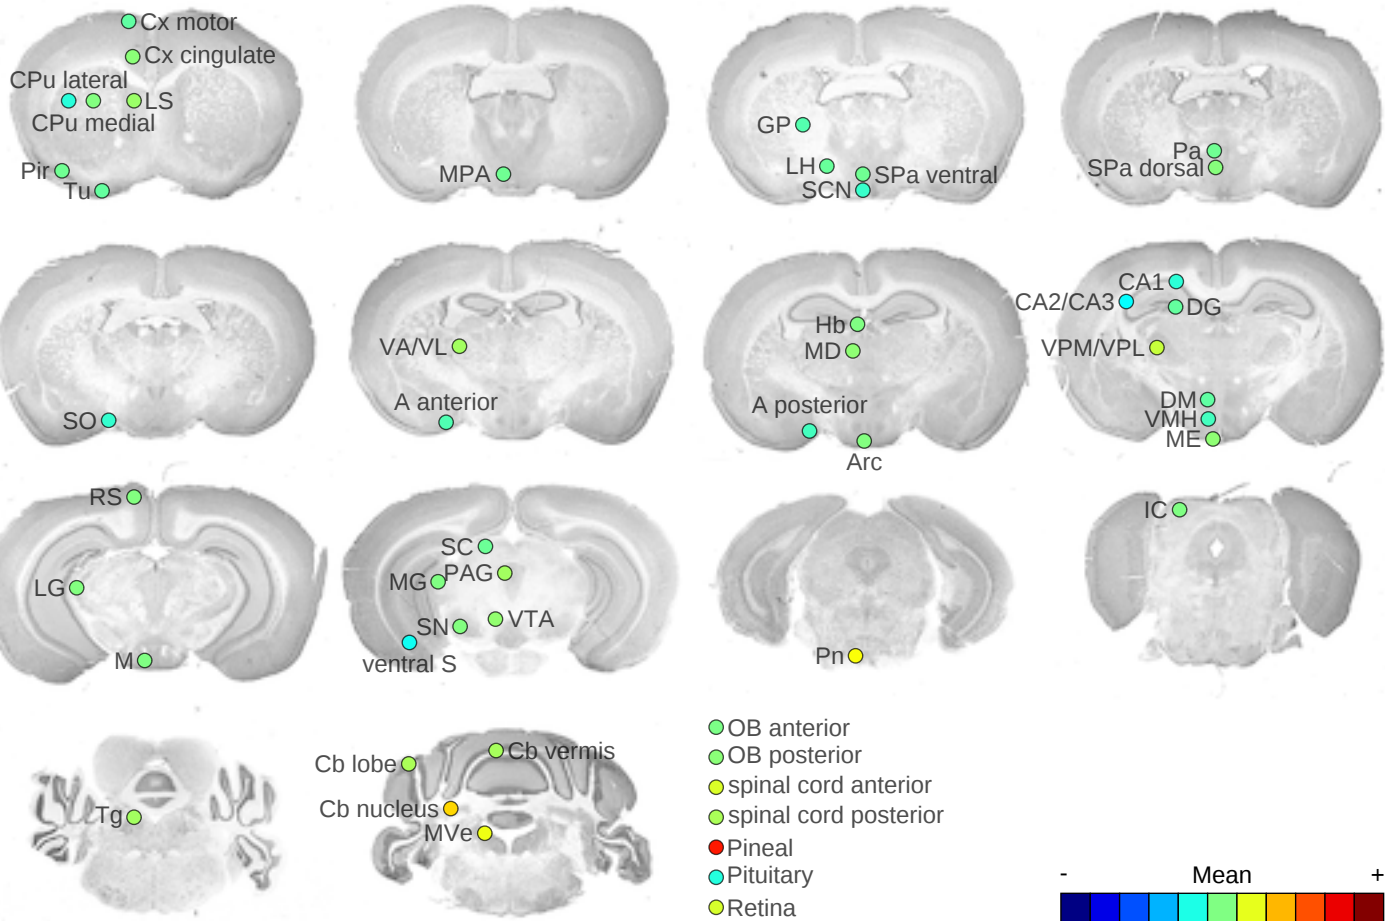 Cx motor
Cx cingulate
CPu lateral
LS
CPu medial
Pir
Tu
MPA
GP
LH
SPa ventral
SCN
Pa
SPa dorsal
SO
VA/VL
A anterior
Hb
MD
A posterior
Arc
CA1
CA2/CA3
DG
VPM/VPL
DM
VMH
ME
RS
LG
M
SC
MG
PAG
SN
VTA
ventral S
Pn
IC
Tg
Cb lobe
Cb vermis
Cb nucleus
MVe
OB anterior
OB posterior
spinal cord anterior
spinal cord posterior
Pineal
Pituitary
Retina
- Mean +